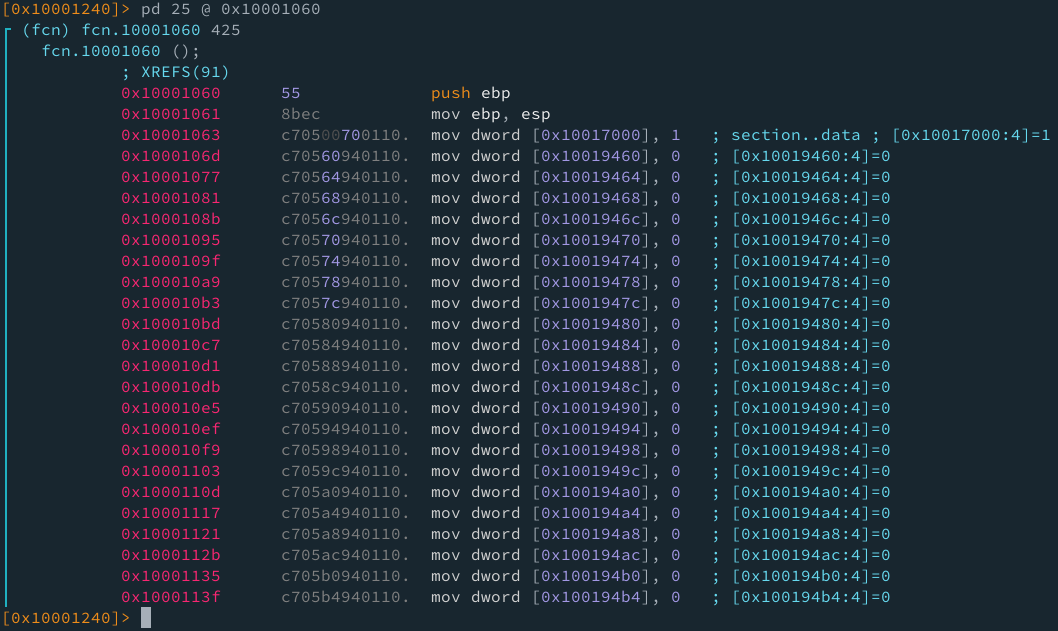 [0x10001240]> pd 25 @ 0x10001060
(fcn) fcn.10001060 425
fcn.10001060 ();
; XREFS(91)
0x10001060 55 push ebp
0x10001061 8bec mov ebp, esp
0x10001063 c70500700110. mov dword [0x10017000], 1 ; section..data ; [0x10017000:4]=1
0x1000106d c70560940110. mov dword [0x10019460], 0 ; [0x10019460:4]=0
0x10001077 c70564940110. mov dword [0x10019464], 0 ; [0x10019464:4]=0
0x10001081 c70568940110. mov dword [0x10019468], 0 ; [0x10019468:4]=0
0x1000108b c7056c940110. mov dword [0x1001946c], 0 ; [0x1001946c:4]=0
0x10001095 c70570940110. mov dword [0x10019470], 0 ; [0x10019470:4]=0
0x1000109f c70574940110. mov dword [0x10019474], 0 ; [0x10019474:4]=0
0x100010a9 c70578940110. mov dword [0x10019478], 0 ; [0x10019478:4]=0
0x100010b3 c7057c940110. mov dword [0x1001947c], 0 ; [0x1001947c:4]=0
0x100010bd c70580940110. mov dword [0x10019480], 0 ; [0x10019480:4]=0
0x100010c7 c70584940110. mov dword [0x10019484], 0 ; [0x10019484:4]=0
0x100010d1 c70588940110. mov dword [0x10019488], 0 ; [0x10019488:4]=0
0x100010db c7058c940110. mov dword [0x1001948c], 0 ; [0x1001948c:4]=0
0x100010e5 c70590940110. mov dword [0x10019490], 0 ; [0x10019490:4]=0
0x100010ef c70594940110. mov dword [0x10019494], 0 ; [0x10019494:4]=0
0x100010f9 c70598940110. mov dword [0x10019498], 0 ; [0x10019498:4]=0
0x10001103 c7059c940110. mov dword [0x1001949c], 0 ; [0x1001949c:4]=0
0x1000110d c705a0940110. mov dword [0x100194a0], 0 ; [0x100194a0:4]=0
0x10001117 c705a4940110. mov dword [0x100194a4], 0 ; [0x100194a4:4]=0
0x10001121 c705a8940110. mov dword [0x100194a8], 0 ; [0x100194a8:4]=0
0x1000112b c705ac940110. mov dword [0x100194ac], 0 ; [0x100194ac:4]=0
0x10001135 c705b0940110. mov dword [0x100194b0], 0 ; [0x100194b0:4]=0
0x1000113f c705b4940110. mov dword [0x100194b4], 0 ; [0x100194b4:4]=0
[0x10001240]>